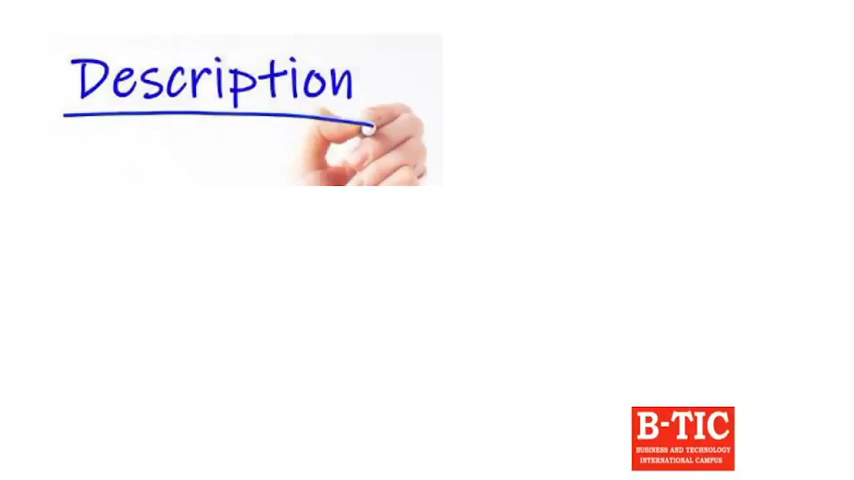 Description
B-TIC
BUSINESS AND TECHNOLOGY
INTERNATIONAL CAMPUS